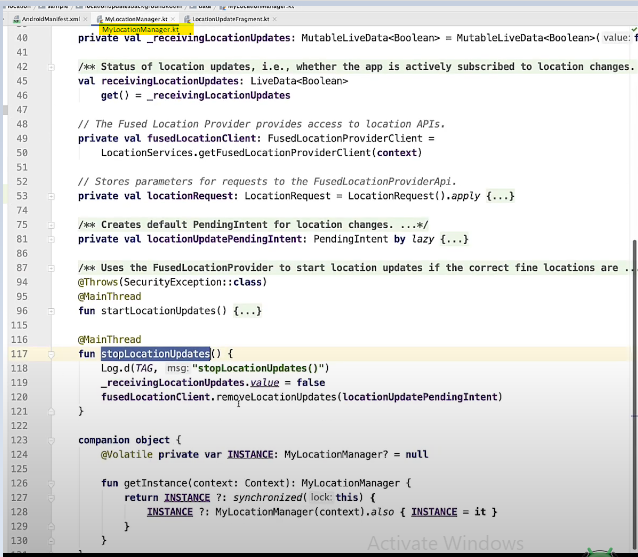 AndroidManifest.xml MyLocationManager.kt LocationUpdateFragment.kt
MyLocationManager.kt
40 private val _receivingLocationUpdates: MutableLiveData<Boolean> = MutableLiveData<Boolean>( value: f
41
42 /** Status of location updates, i.e., whether the app is actively subscribed to location changes.
45 val receivingLocationUpdates: LiveData<Boolean>
46 get() = _receivingLocationUpdates
47
48 // The Fused Location Provider provides access to location APIs.
49 private val fusedLocationClient: FusedLocationProviderClient =
50 LocationServices.getFusedLocationProviderClient(context)
51
52 // Stores parameters for requests to the FusedLocationProviderApi.
53 private val locationRequest: LocationRequest = LocationRequest().apply {...}
74
75 /** Creates default PendingIntent for location changes. ...*/
81 private val locationUpdatePendingIntent: PendingIntent by lazy {...}
86
87 /** Uses the FusedLocationProvider to start location updates if the correct fine locations are ..
94 @Throws(SecurityException::class)
95 @MainThread
96 fun startLocationUpdates() {...}
115
116 @MainThread
117 fun stopLocationUpdates() {
118 Log.d(TAG, msg: "stopLocationUpdates()")
119 _receivingLocationUpdates.value = false
120 fusedLocationClient.removeLocationUpdates(locationUpdatePendingIntent)
121 }
122
123 companion object {
124 @Volatile private var INSTANCE: MyLocationManager? = null
125
126 fun getInstance(context: Context): MyLocationManager {
127 return INSTANCE ?: synchronized( lock: this) {
128 INSTANCE ?: MyLocationManager(context).also { INSTANCE = it }
129 }
130 }
Activate Windows